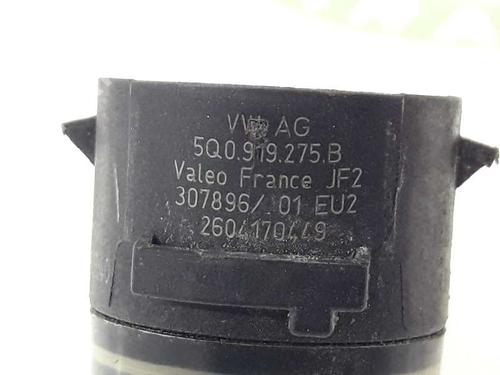 VW AG
5Q0.919.275.B
Valeo France JF2
307896/ 01 EU2
2604170449